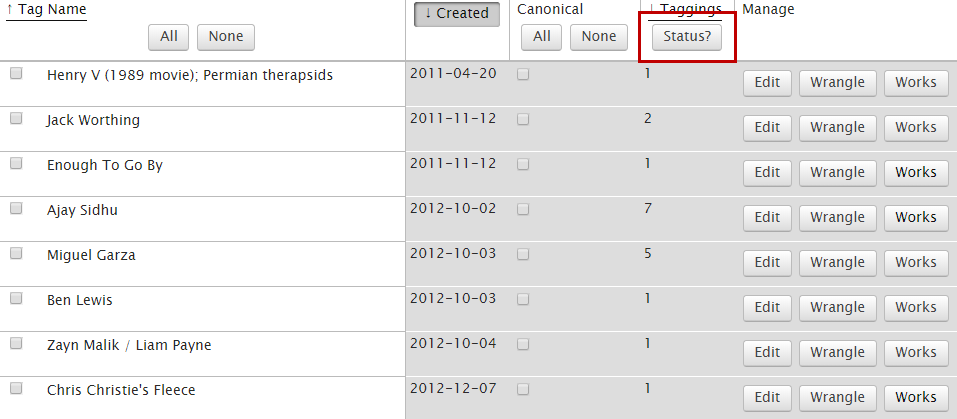 ↑ Tag Name ↓ Created Canonical ↓ Taggings Manage
All None All None Status?
Henry V (1989 movie); Permian therapsids 2011-04-20 1 Edit Wrangle Works
Jack Worthing 2011-11-12 2 Edit Wrangle Works
Enough To Go By 2011-11-12 1 Edit Wrangle Works
Ajay Sidhu 2012-10-02 7 Edit Wrangle Works
Miguel Garza 2012-10-03 5 Edit Wrangle Works
Ben Lewis 2012-10-03 1 Edit Wrangle Works
Zayn Malik / Liam Payne 2012-10-04 1 Edit Wrangle Works
Chris Christie's Fleece 2012-12-07 1 Edit Wrangle Works